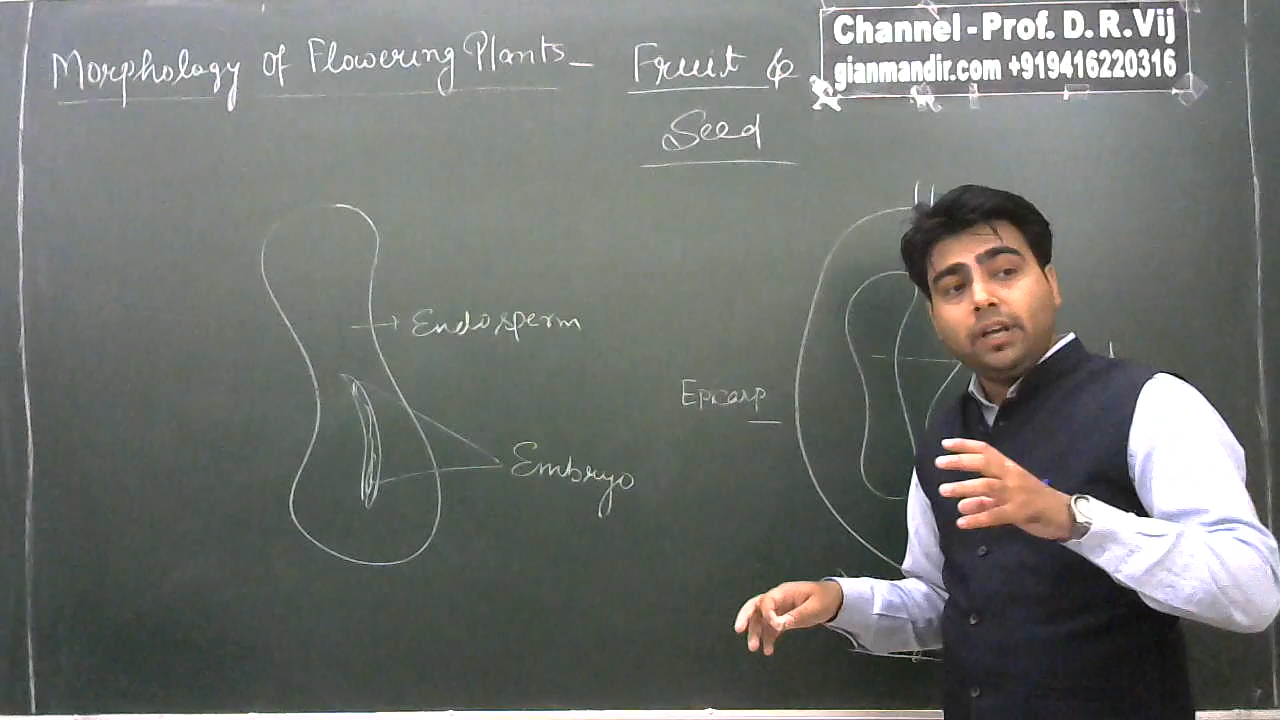 Morphology of Flowering Plants - Fruit &
Seed
Channel - Prof. D. R. Vij
gianmandir.com +919416220316
Endosperm
Epicarp
Embryo